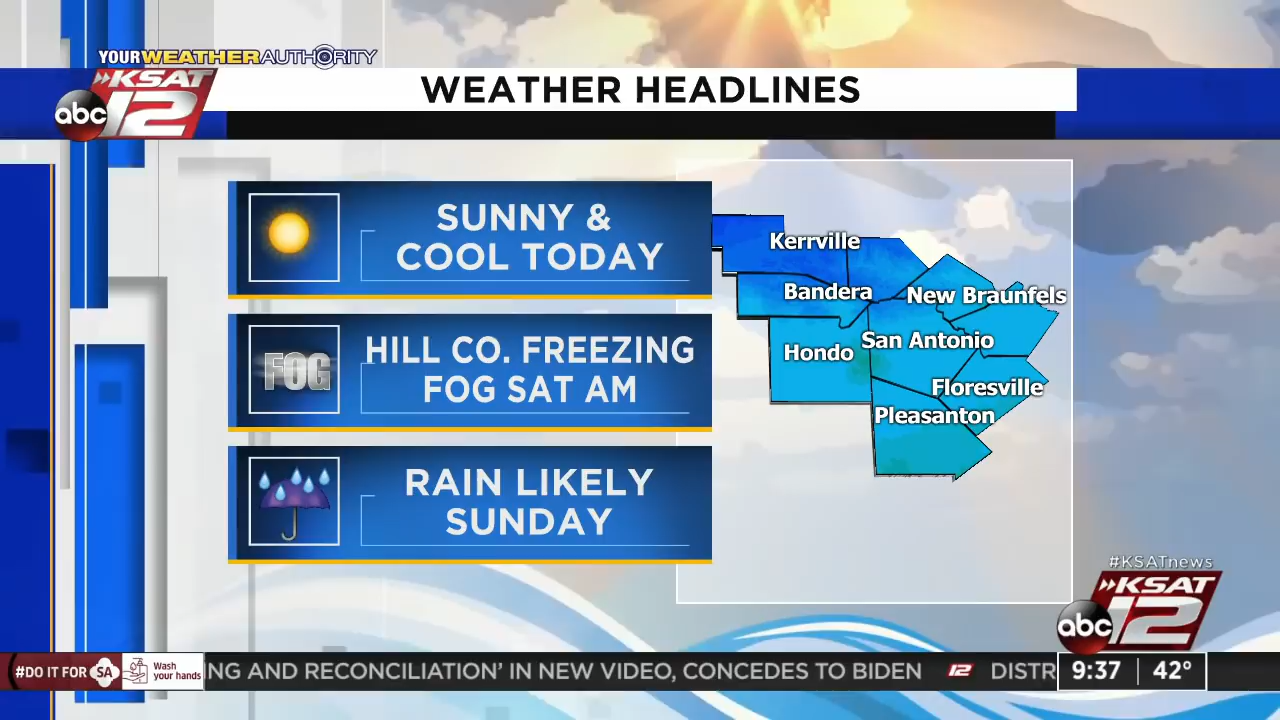 YOURWEATHERAUTHORITY
KSAT
abc 12
WEATHER HEADLINES
SUNNY &
COOL TODAY
FOG
HILL CO. FREEZING
FOG SAT AM
RAIN LIKELY
SUNDAY
Kerrville
Bandera
New Braunfels
San Antonio
Hondo
Floresville
Pleasanton
#KSATnews
KSAT
abc 12
#DO IT FOR SA
Wash
your hands
NG AND RECONCILIATION' IN NEW VIDEO, CONCEDES TO BIDEN 12 DISTR
9:37 42°